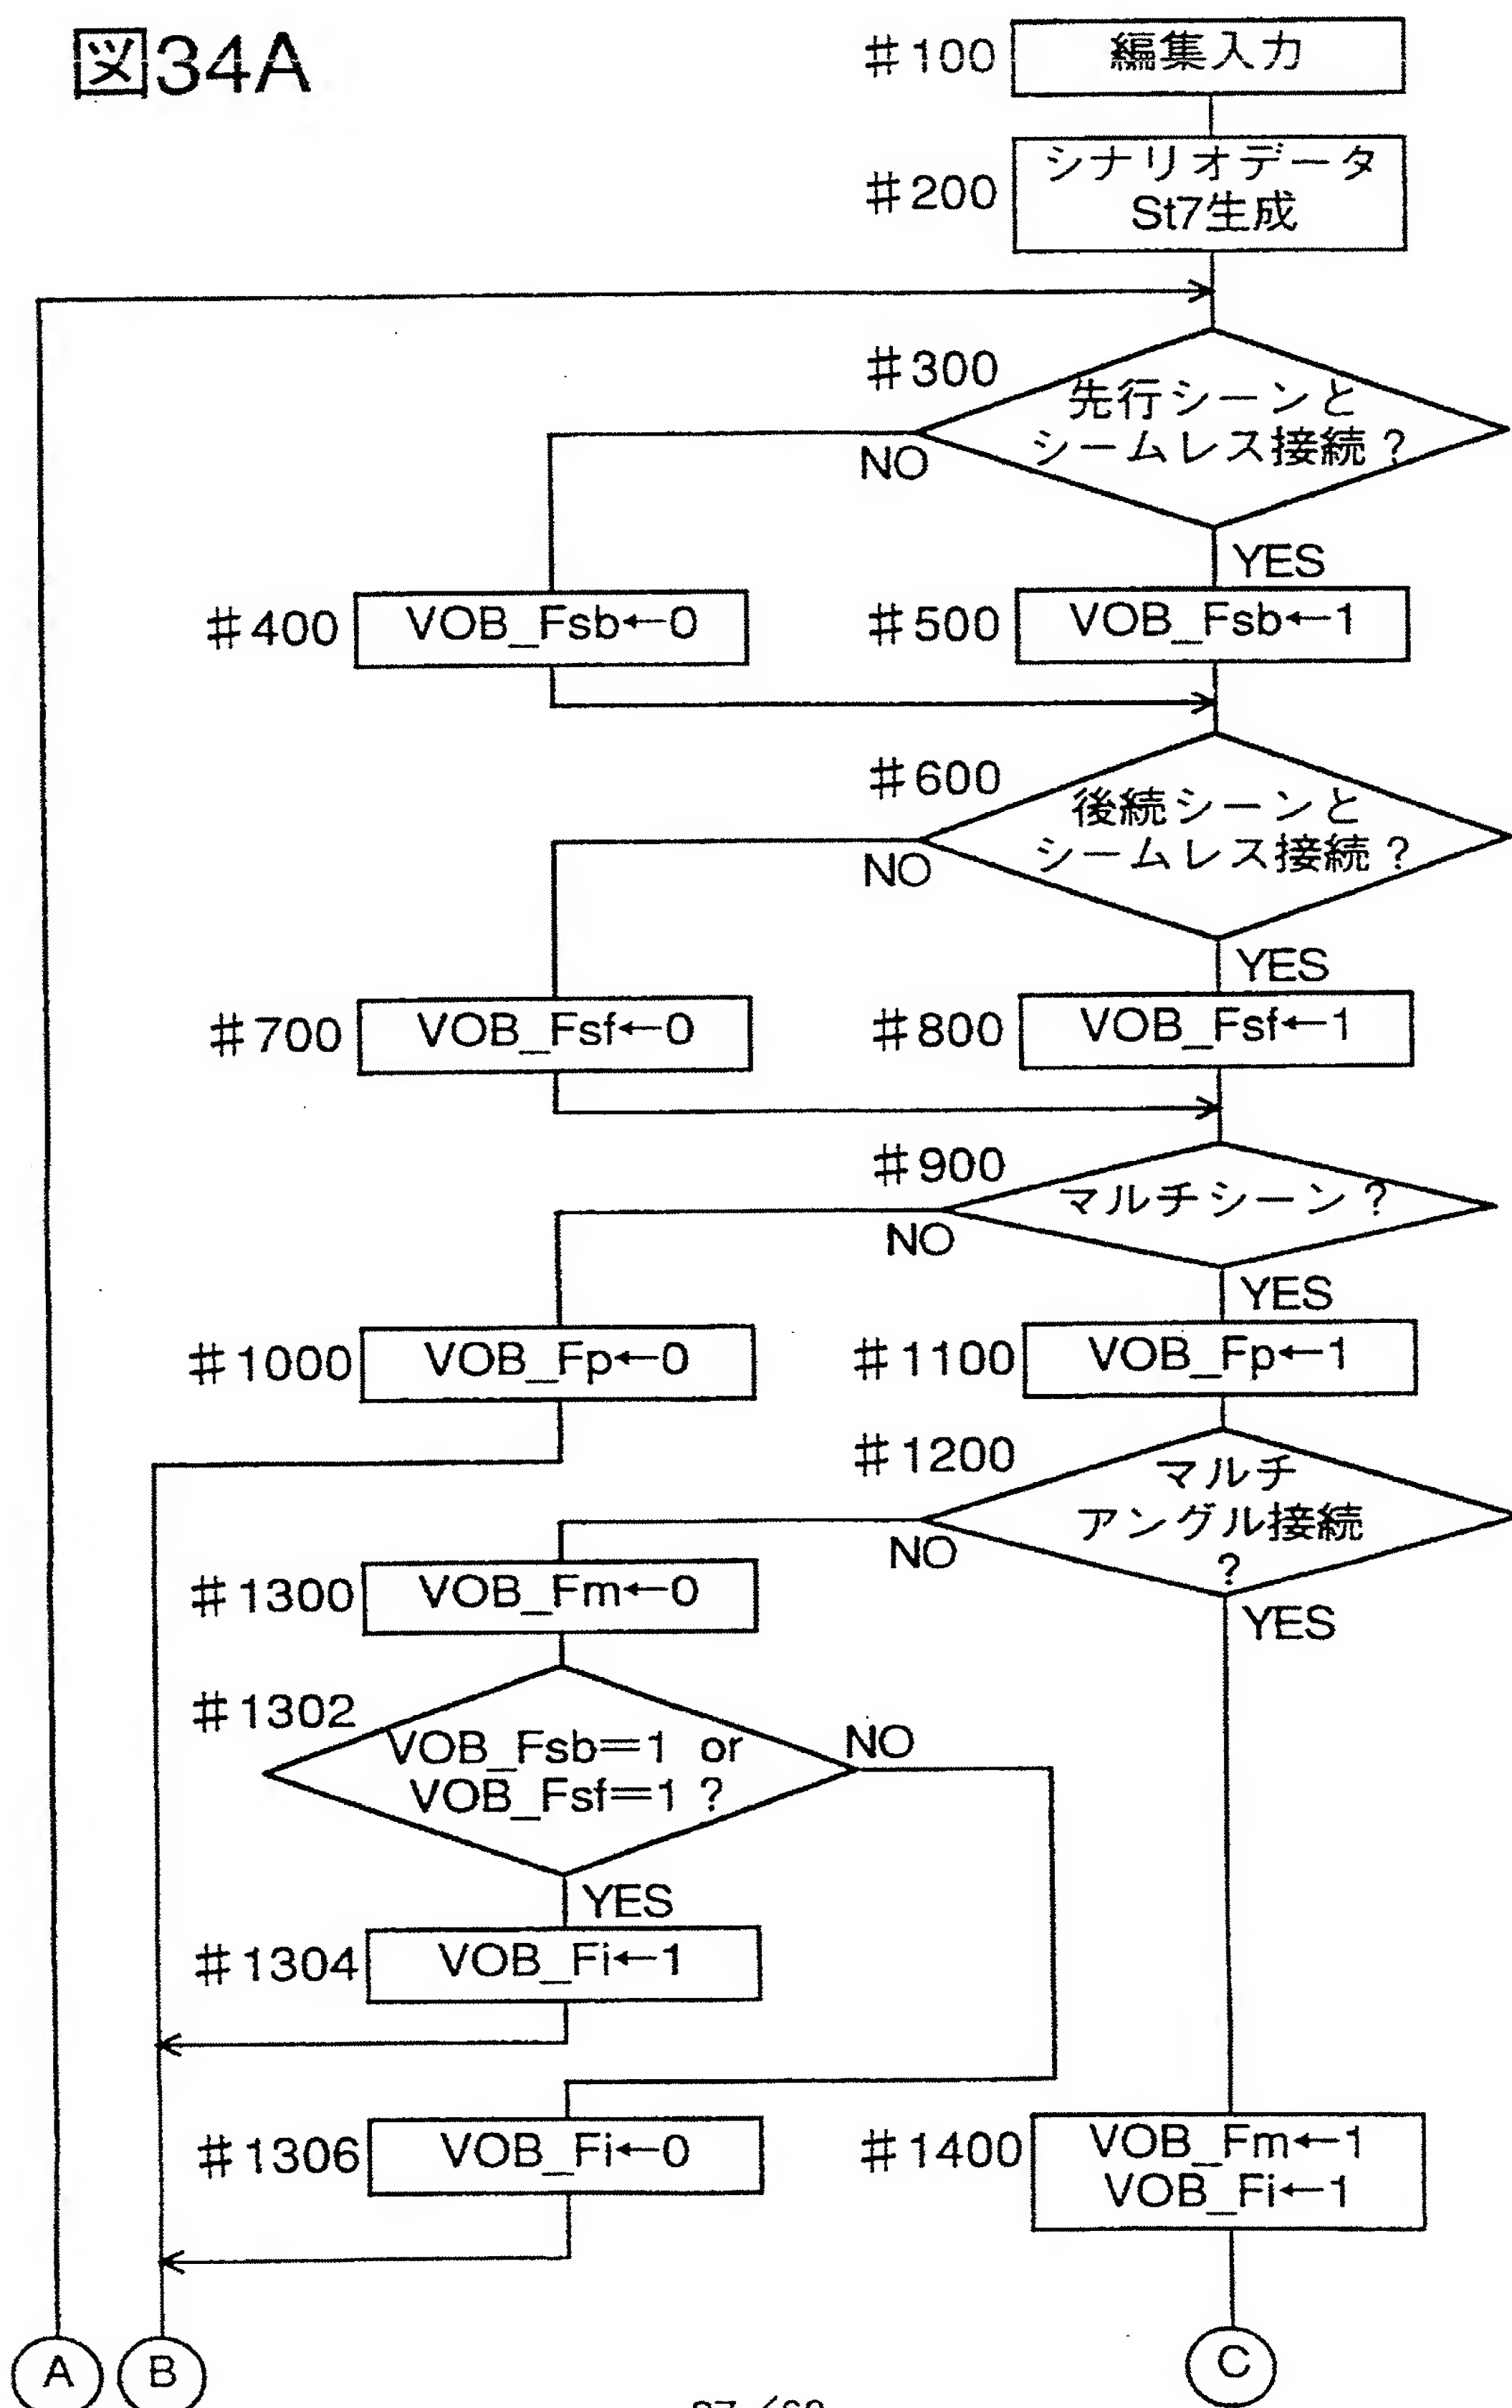 図34A
#100
編集入力
#200
シナリオデータ
St7生成
#300
先行シーンと
シームレス接続？
NO
YES
#400
VOB_Fsb←0
#500
VOB_Fsb←1
#600
後続シーンと
シームレス接続？
NO
YES
#700
VOB_Fsf←0
#800
VOB_Fsf←1
#900
マルチシーン？
NO
YES
#1000
VOB_Fp←0
#1100
VOB_Fp←1
#1200
マルチ
アングル接続
？
NO
YES
#1300
VOB_Fm←0
#1302
VOB_Fsb=1 or
VOB_Fsf=1 ?
NO
YES
#1304
VOB_Fi←1
#1306
VOB_Fi←0
#1400
VOB_Fm←1
VOB_Fi←1
A
B
C